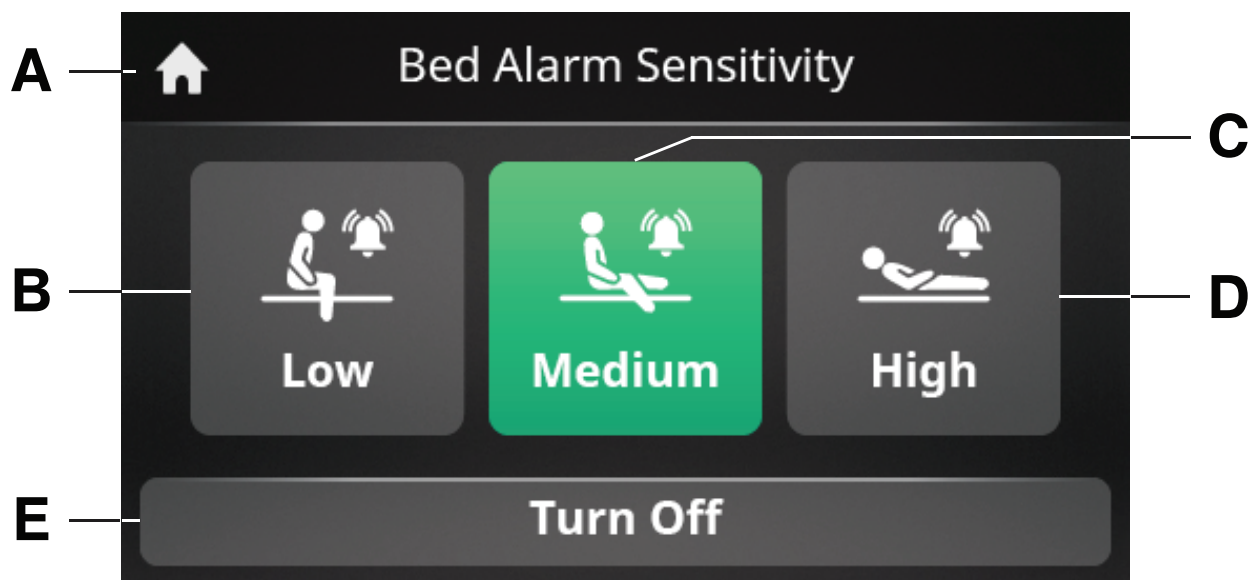 A
Bed Alarm Sensitivity
C
B
Low
Medium
High
D
E
Turn Off